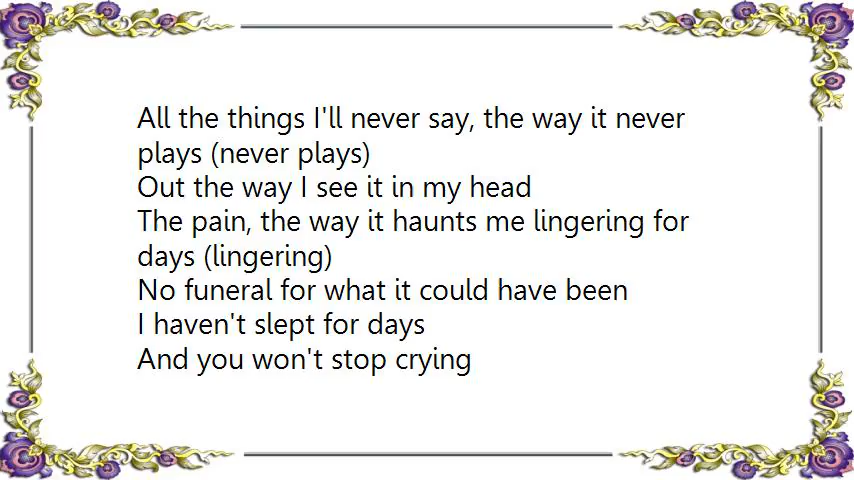 All the things I'll never say, the way it never
plays (never plays)
Out the way I see it in my head
The pain, the way it haunts me lingering for
days (lingering)
No funeral for what it could have been
I haven't slept for days
And you won't stop crying